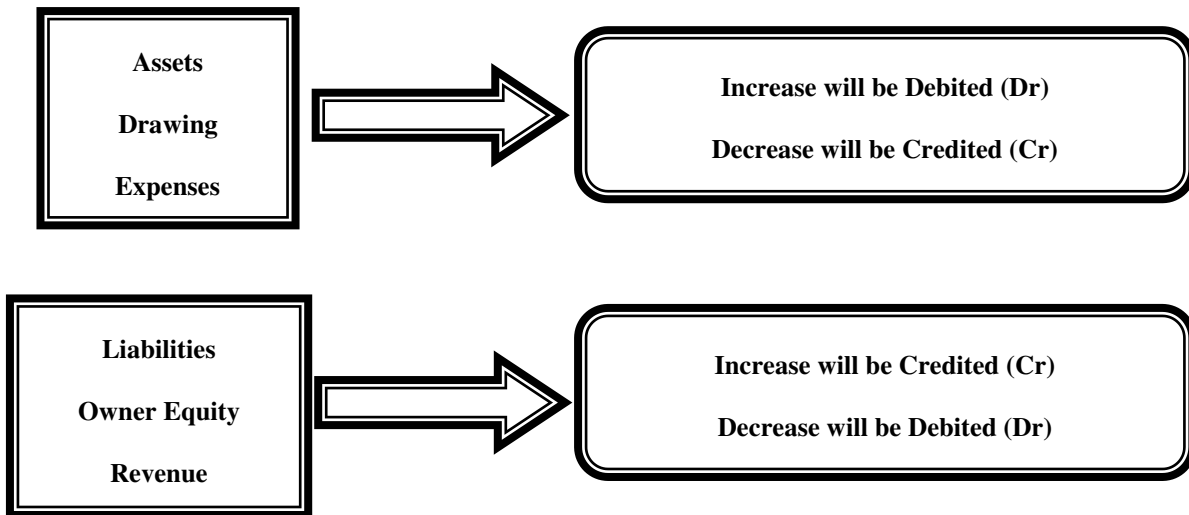 Assets
Drawing
Expenses
Increase will be Debited (Dr)
Decrease will be Credited (Cr)
Liabilities
Owner Equity
Revenue
Increase will be Credited (Cr)
Decrease will be Debited (Dr)